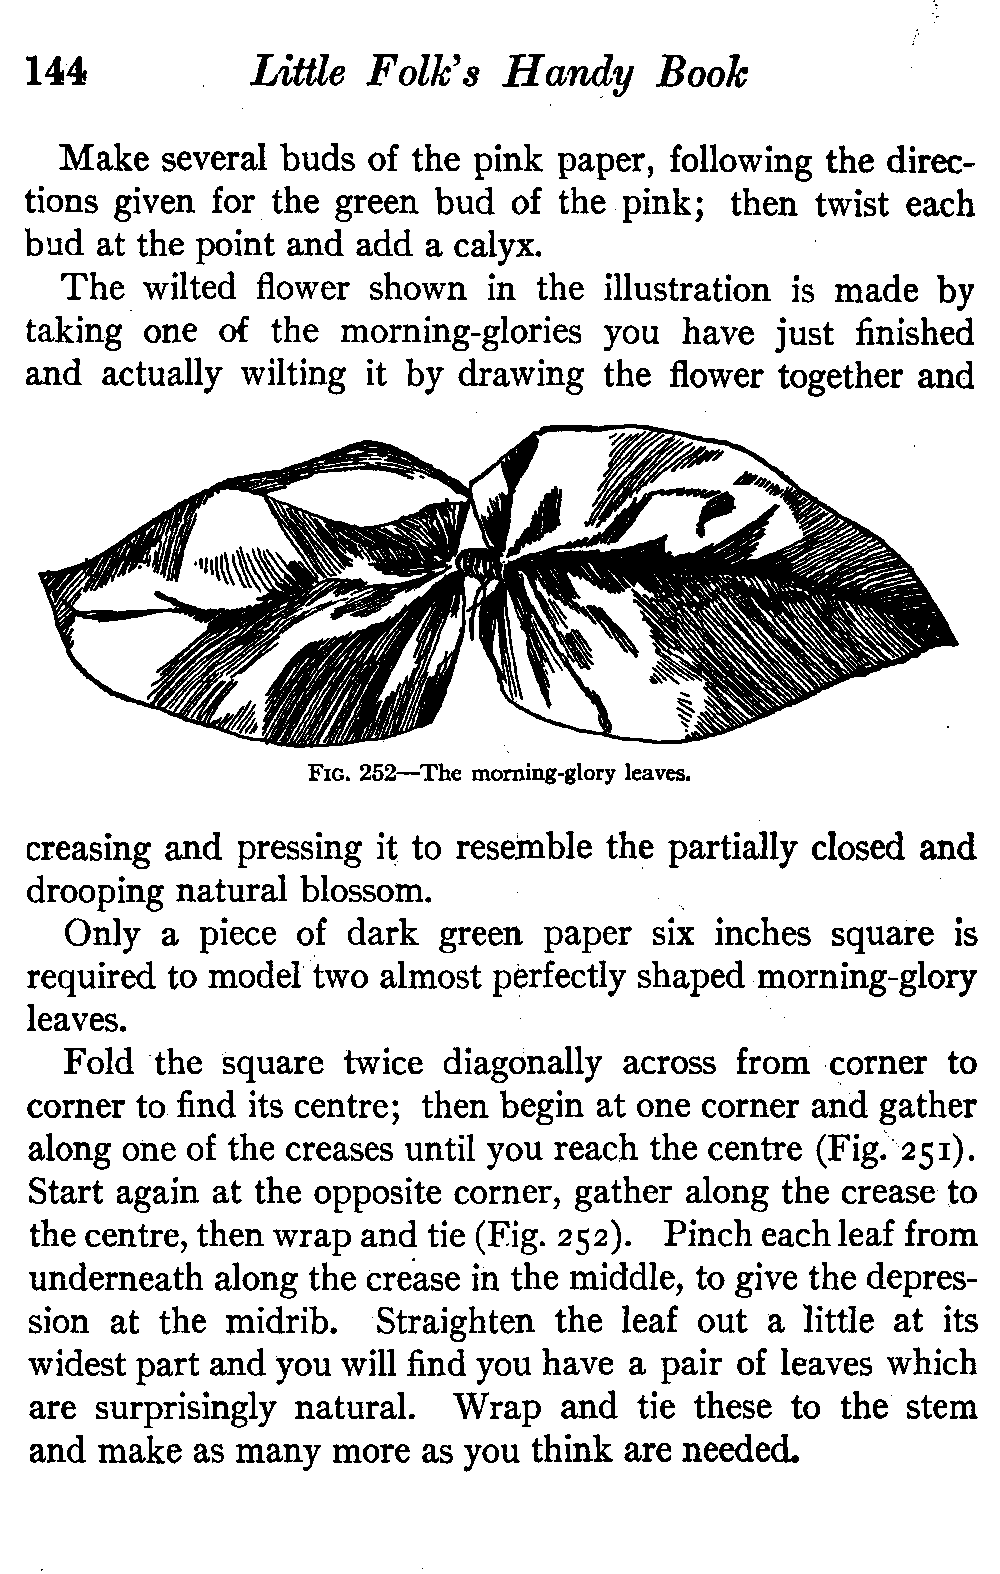 144 Little Folk's Handy Book
Make several buds of the pink paper, following the direc-
tions given for the green bud of the pink; then twist each
bud at the point and add a calyx.
The wilted flower shown in the illustration is made by
taking one of the morning-glories you have just finished
and actually wilting it by drawing the flower together and
Fig. 252—The morning-glory leaves.
creasing and pressing it to resemble the partially closed and
drooping natural blossom.
Only a piece of dark green paper six inches square is
required to model two almost perfectly shaped morning-glory
leaves.
Fold the square twice diagonally across from corner to
corner to find its centre; then begin at one corner and gather
along one of the creases until you reach the centre (Fig. 251).
Start again at the opposite corner, gather along the crease to
the centre, then wrap and tie (Fig. 252). Pinch each leaf from
underneath along the crease in the middle, to give the depres-
sion at the midrib. Straighten the leaf out a little at its
widest part and you will find you have a pair of leaves which
are surprisingly natural. Wrap and tie these to the stem
and make as many more as you think are needed.